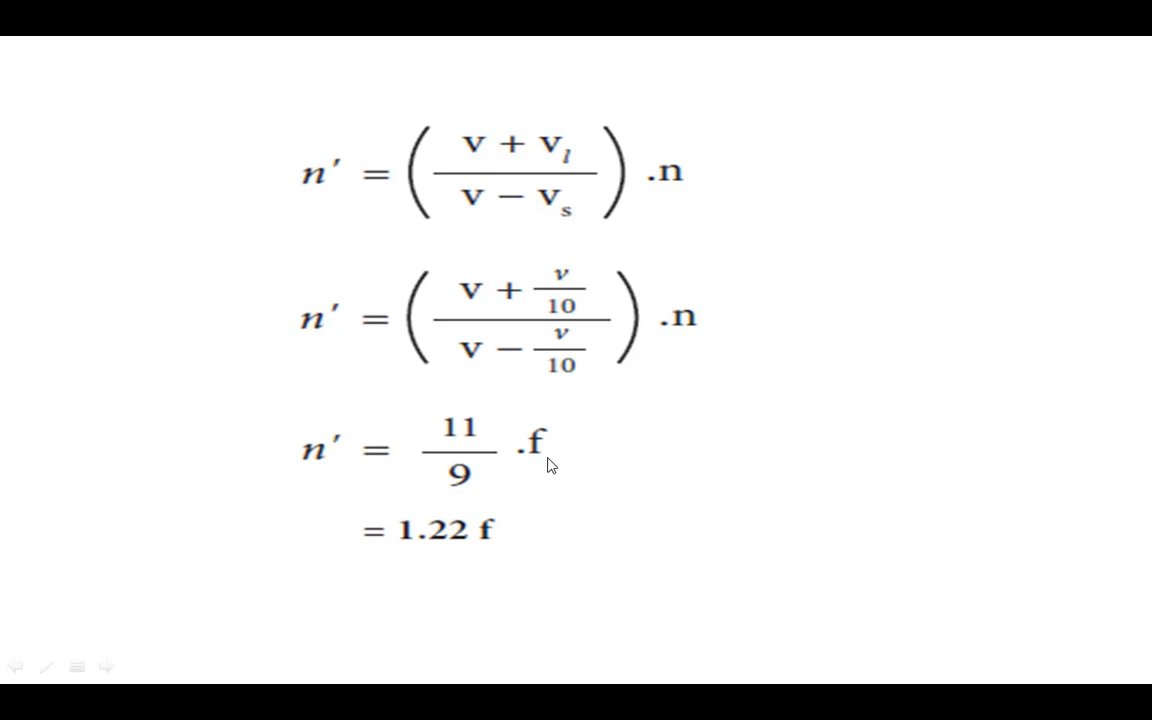 n′ = ( (v + v_l) / (v − v_s) ) .n
n′ = ( (v + v/10) / (v − v/10) ) .n
n′ = 11/9 .f
= 1.22 f